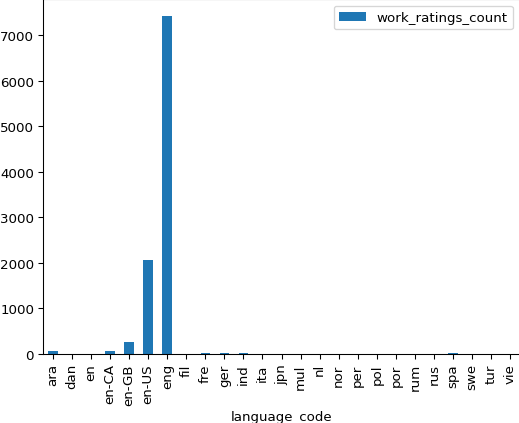 work_ratings_count
7000
6000
5000
4000
3000
2000
1000
0
ara
dan
en
en-CA
en-GB
en-US
eng
fil
fre
ger
ind
ita
jpn
mul
nl
nor
per
pol
por
rum
rus
spa
swe
tur
vie
language_code